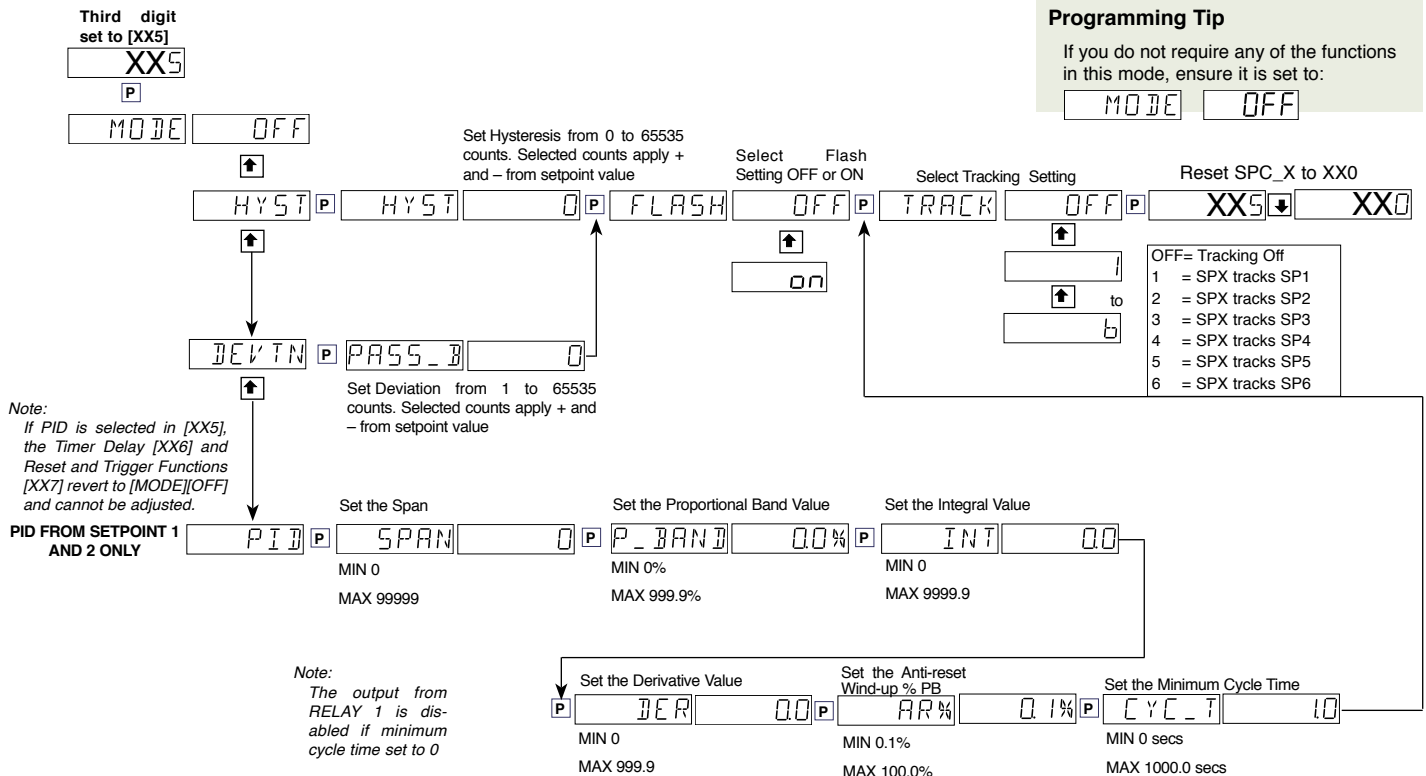 Third digit
set to [XX5]
XX5
P
MODE OFF
Programming Tip
If you do not require any of the functions
in this mode, ensure it is set to:
MODE OFF
HYST P HYST 0 P FLASH OFF P TRACK OFF P XX5 XX0
Set Hysteresis from 0 to 65535
counts. Selected counts apply +
and – from setpoint value
Select Flash
Setting OFF or ON
on
Select Tracking Setting
1
to
6
Reset SPC_X to XX0
OFF= Tracking Off
1 = SPX tracks SP1
2 = SPX tracks SP2
3 = SPX tracks SP3
4 = SPX tracks SP4
5 = SPX tracks SP5
6 = SPX tracks SP6
DEVTN P PASS_B 0
Set Deviation from 1 to 65535
counts. Selected counts apply + and
– from setpoint value
Note:
If PID is selected in [XX5],
the Timer Delay [XX6] and
Reset and Trigger Functions
[XX7] revert to [MODE][OFF]
and cannot be adjusted.
PID FROM SETPOINT 1
AND 2 ONLY
PID P
Set the Span
SPAN 0 P
MIN 0
MAX 99999
Set the Proportional Band Value
P_BAND 0.0% P
MIN 0%
MAX 999.9%
Set the Integral Value
INT 0.0
MIN 0
MAX 9999.9
Note:
The output from
RELAY 1 is dis-
abled if minimum
cycle time set to 0
Set the Derivative Value
P DER 0.0 P
MIN 0
MAX 999.9
Set the Anti-reset
Wind-up % PB
AR% 0.1% P
MIN 0.1%
MAX 100.0%
Set the Minimum Cycle Time
CYC_T 1.0
MIN 0 secs
MAX 1000.0 secs